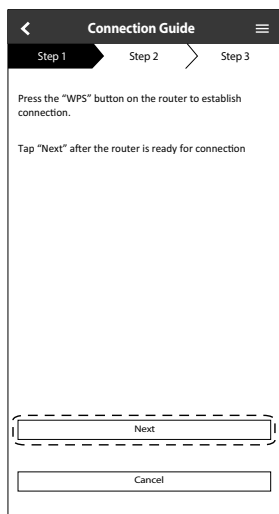 Connection Guide
Step 1 Step 2 Step 3
Press the “WPS” button on the router to establish
connection.
Tap “Next” after the router is ready for connection
Next
Cancel